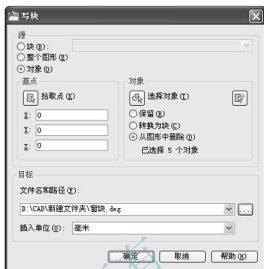 写块
源
块(B):
整个图形(E)
对象(O)
基点
拾取点(K)
X: 0
Y: 0
Z: 0
对象
选择对象(T)
保留(R)
转换为块(C)
从图形中删除(D)
已选择 5 个对象
目标
文件名和路径(F):
D:\CAD\新建文件夹\窗块.dwg
插入单位(U): 毫米
确定 取消 帮助(H)